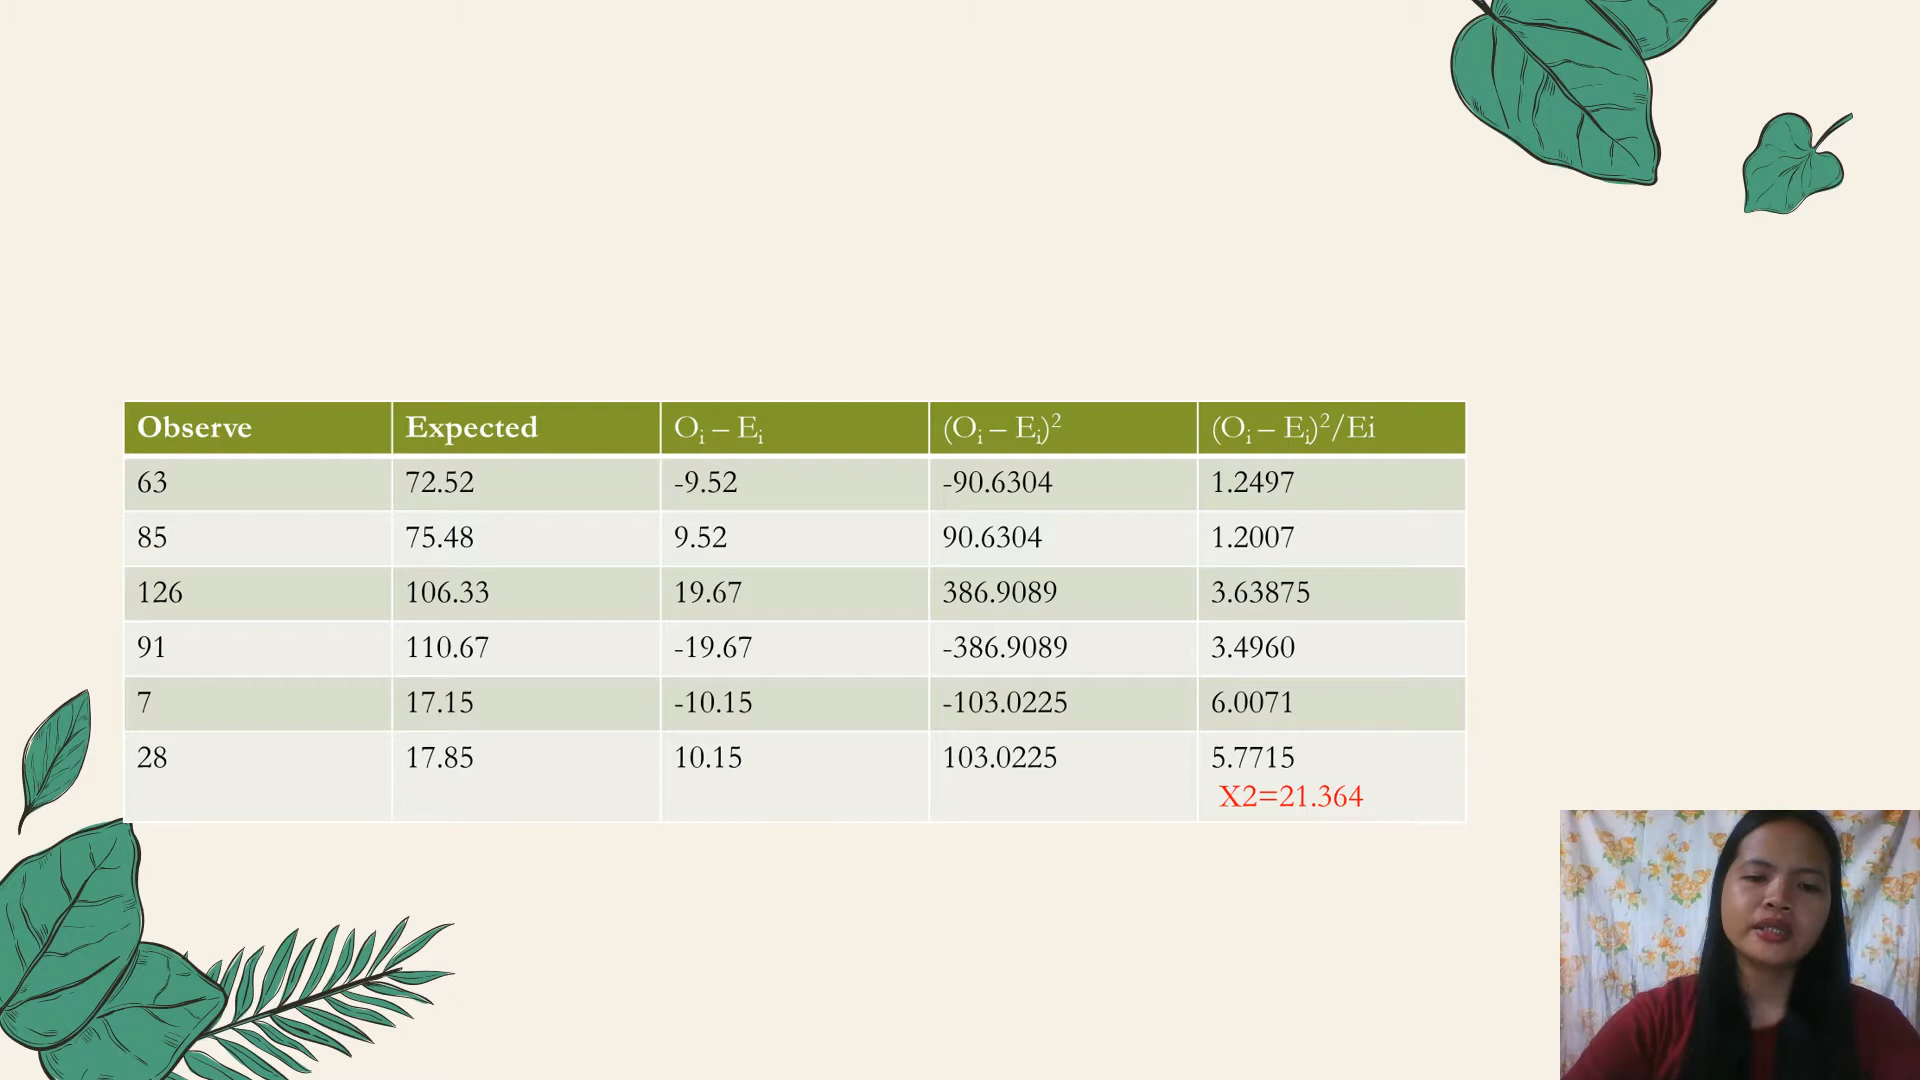 Observe Expected Oi – Ei (Oi – Ei)2 (Oi – Ei)2/Ei
63 72.52 -9.52 -90.6304 1.2497
85 75.48 9.52 90.6304 1.2007
126 106.33 19.67 386.9089 3.63875
91 110.67 -19.67 -386.9089 3.4960
7 17.15 -10.15 -103.0225 6.0071
28 17.85 10.15 103.0225 5.7715
X2=21.364